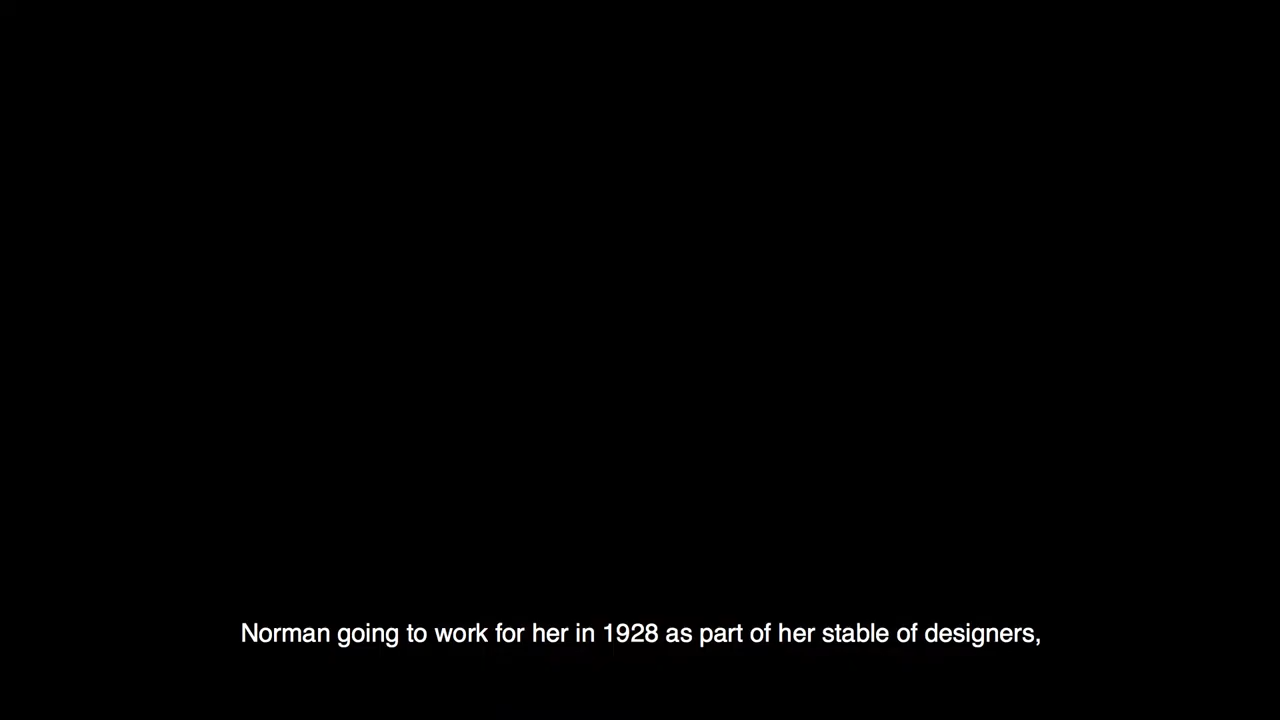 Norman going to work for her in 1928 as part of her stable of designers,